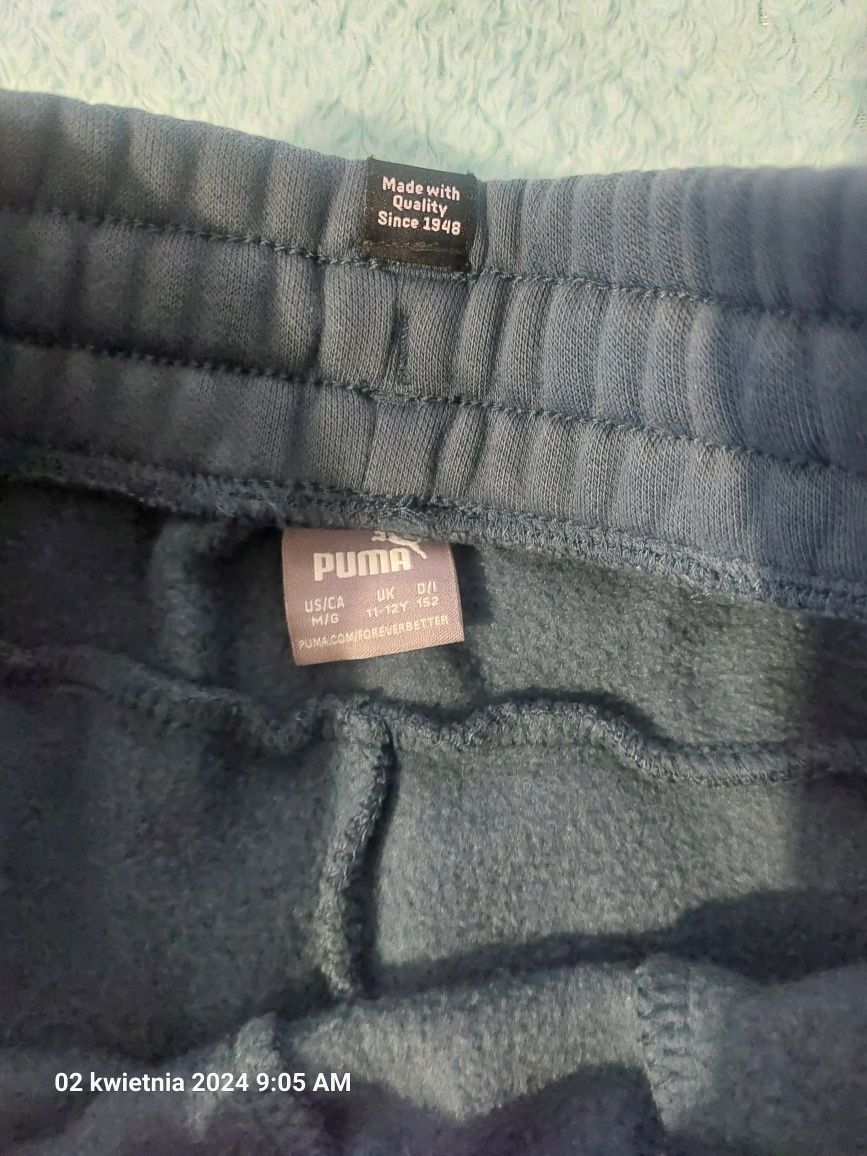 Made with
Quality
Since 1948
PUMA
US/CA UK D/I
M/G 11-12Y 152
PUMA.COM/FOREVERBETTER
02 kwietnia 2024 9:05 AM